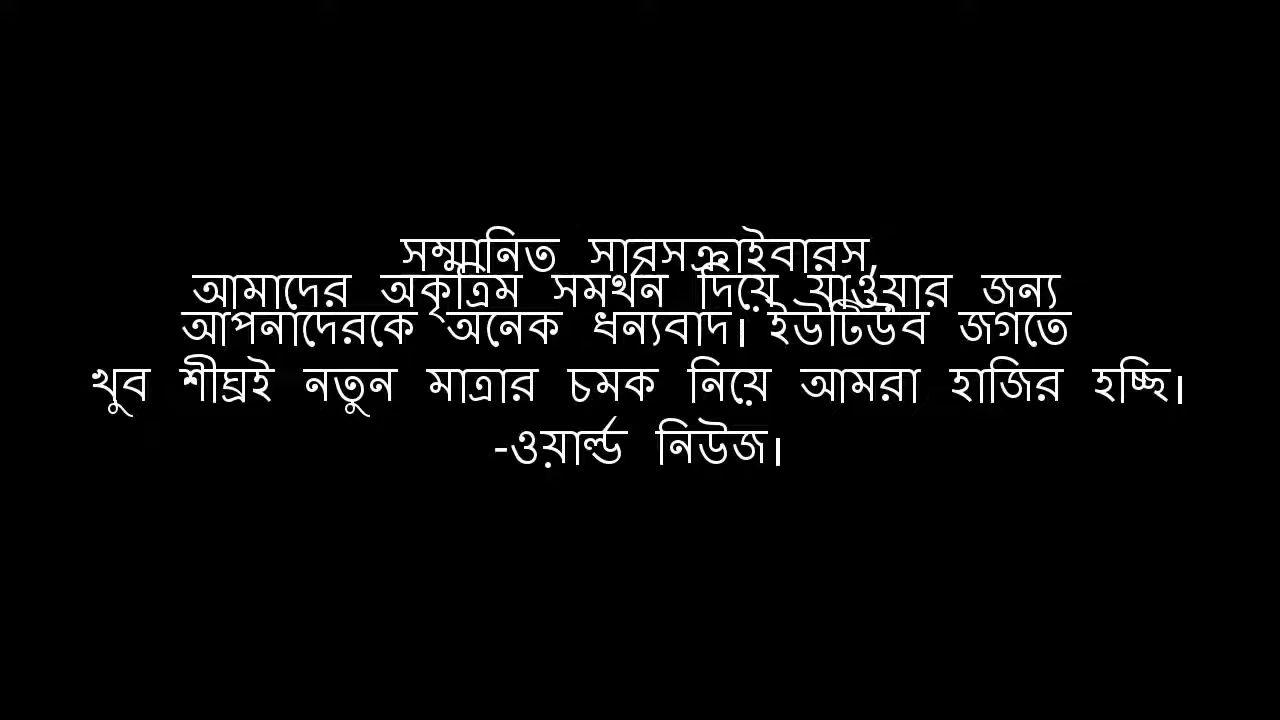 সম্মানিত সারসক্রাইবারস,
আমাদের অকৃত্রিম সমর্থন দিয়ে যাওয়ার জন্য
আপনাদেরকে অনেক ধন্যবাদ। ইউটিউব জগতে
খুব শীঘ্রই নতুন মাত্রার চমক নিয়ে আমরা হাজির হচ্ছি।
-ওয়ার্ল্ড নিউজ।